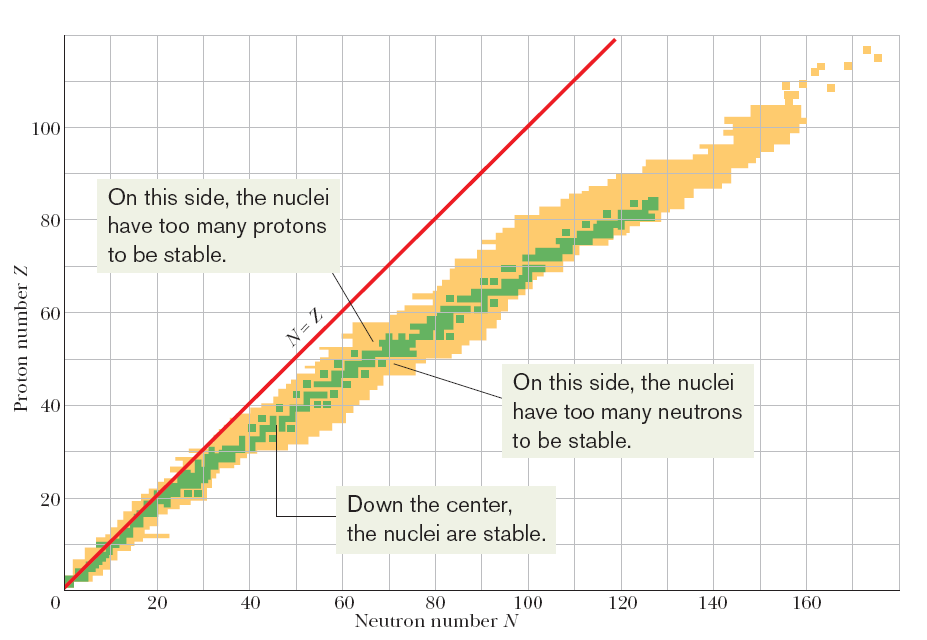 100
On this side, the nuclei
have too many protons
to be stable.
80
Proton number Z
60
N = Z
On this side, the nuclei
have too many neutrons
to be stable.
40
Down the center,
the nuclei are stable.
20
0 20 40 60 80 100 120 140 160
Neutron number N